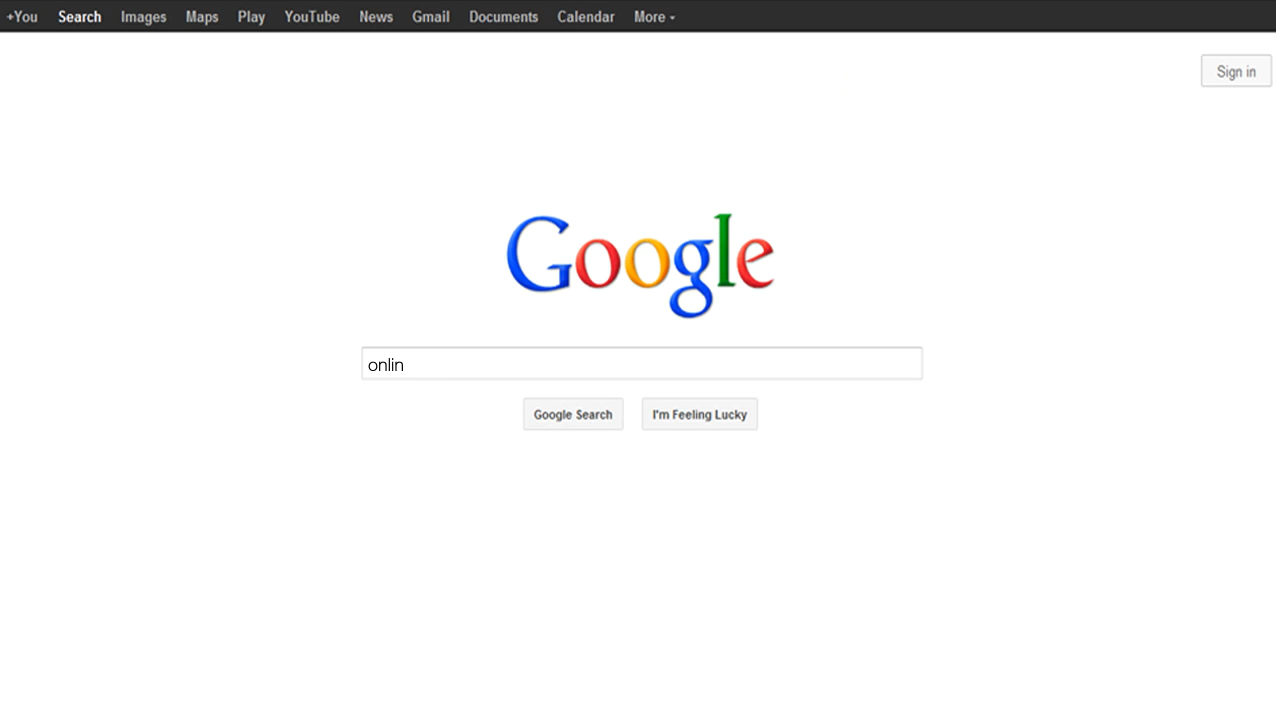 +You Search Images Maps Play YouTube News Gmail Documents Calendar More
Sign in
Google
onlin
Google Search I'm Feeling Lucky